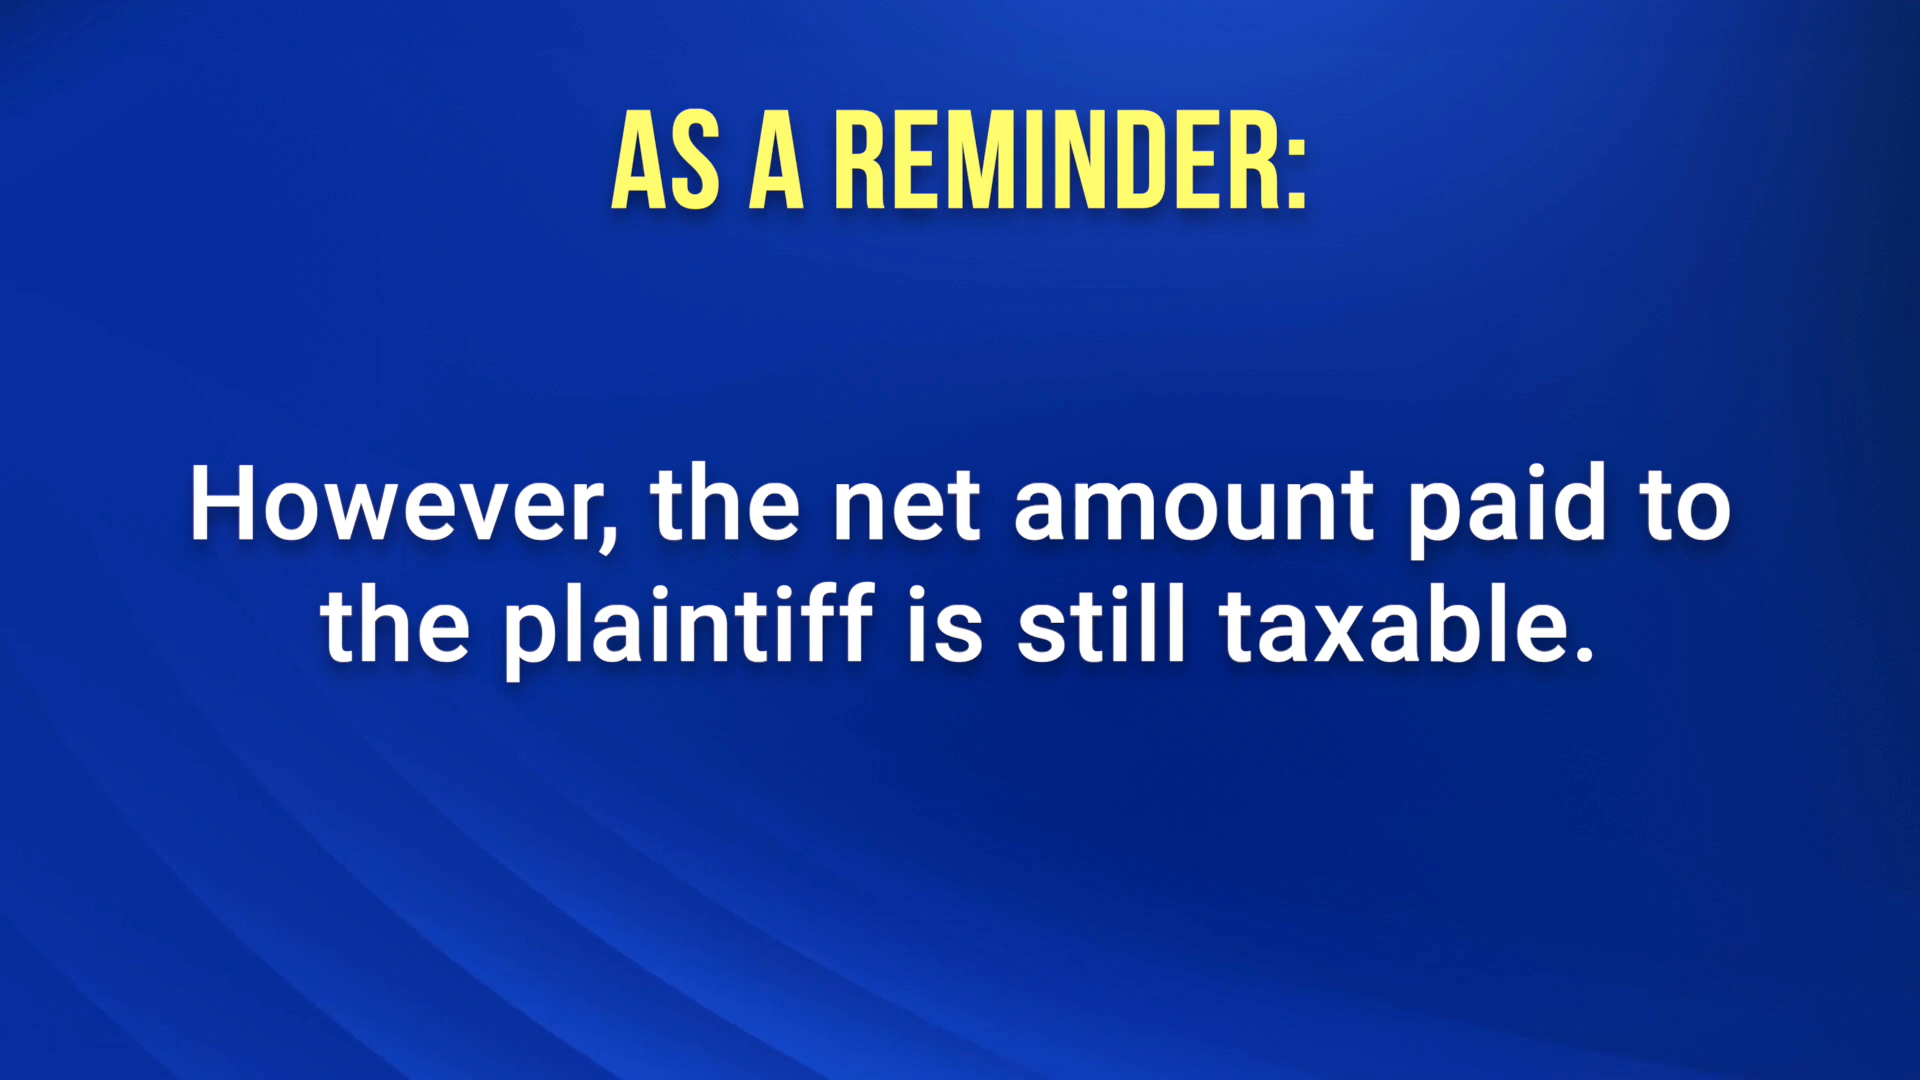 AS A REMINDER:
However, the net amount paid to
the plaintiff is still taxable.